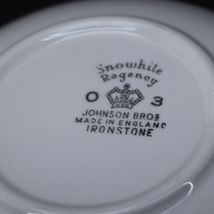 Snowhite
Regency
O 3
JOHNSON BROS
MADE IN ENGLAND
IRONSTONE